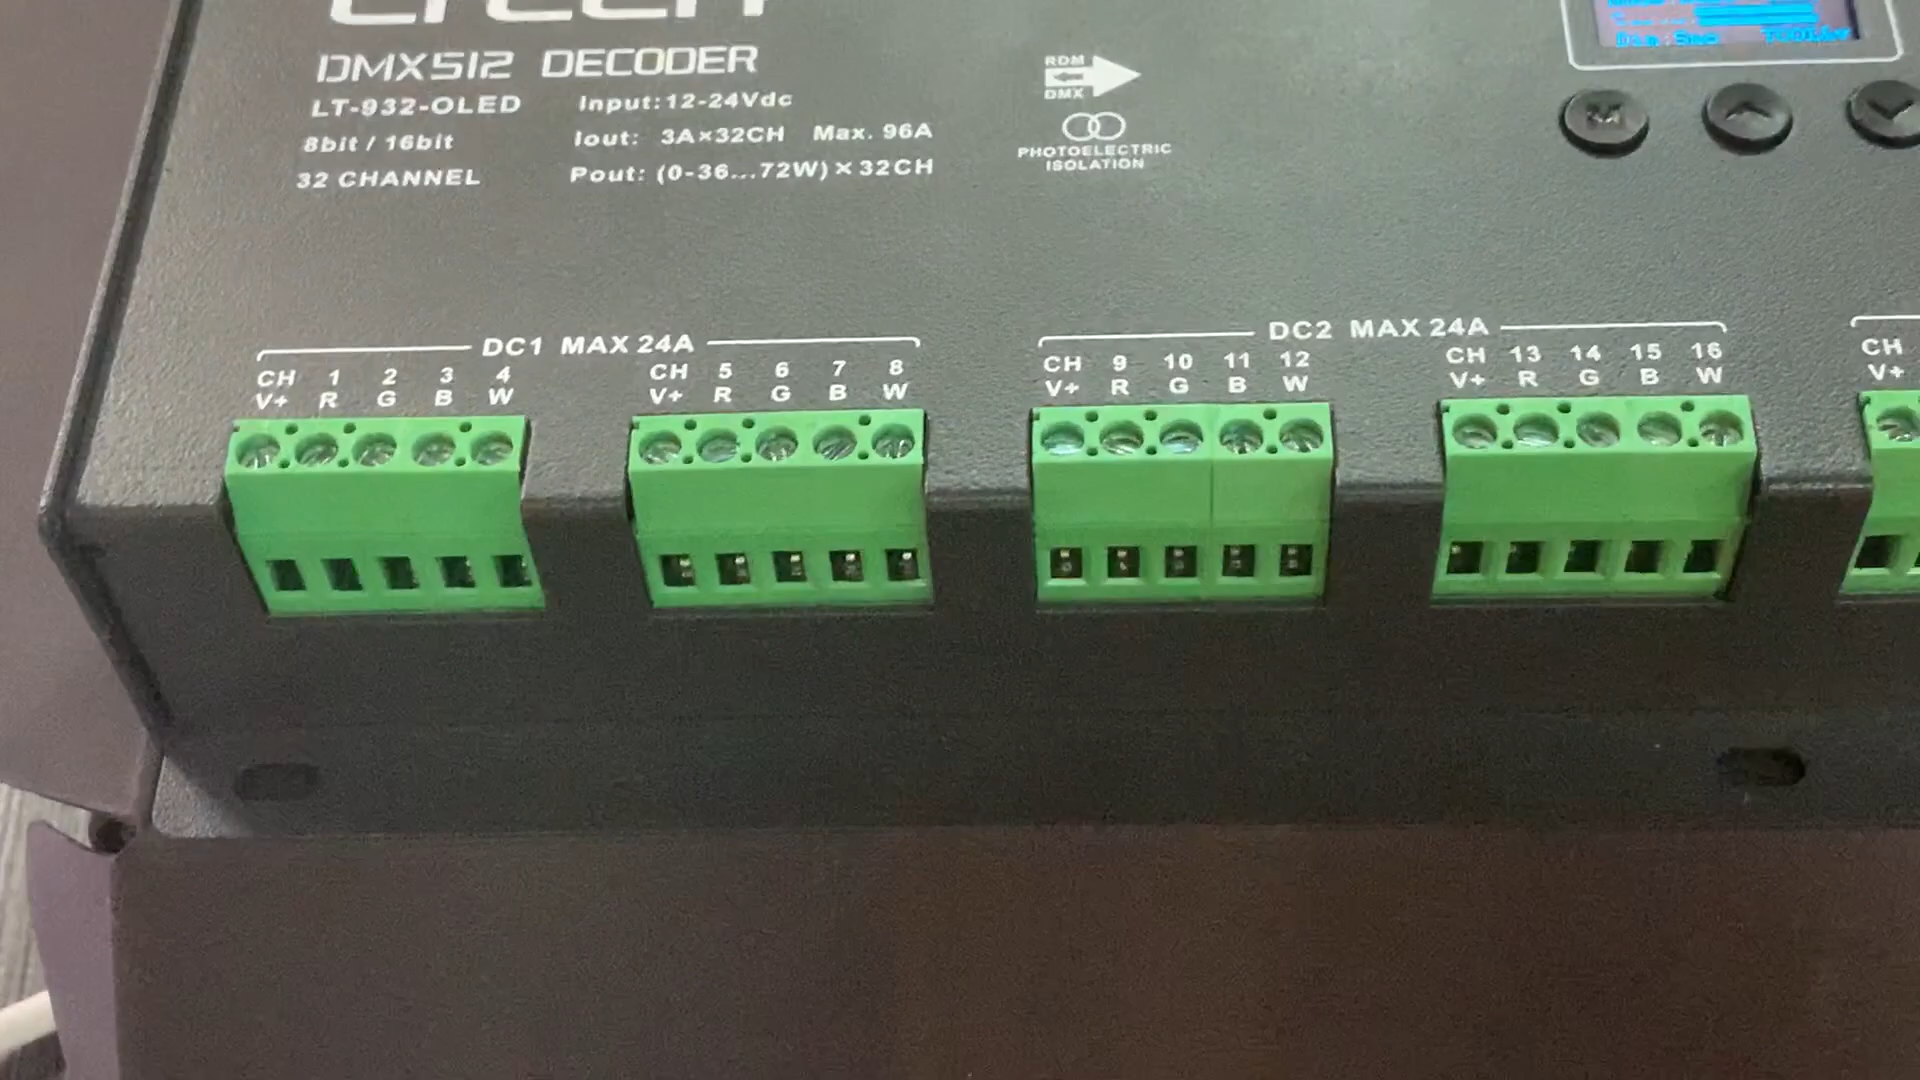 DMX512 DECODER
LT-932-OLED
8bit / 16bit
32 CHANNEL
Input: 12-24Vdc
Iout: 3A×32CH Max. 96A
Pout: (0-36...72W) × 32CH
RDM
DMX
PHOTOELECTRIC
ISOLATION
M
DC1 MAX 24A
CH 1 2 3 4
V+ R G B W
CH 5 6 7 8
V+ R G B W
DC2 MAX 24A
CH 9 10 11 12
V+ R G B W
CH 13 14 15 16
V+ R G B W
CH
V+